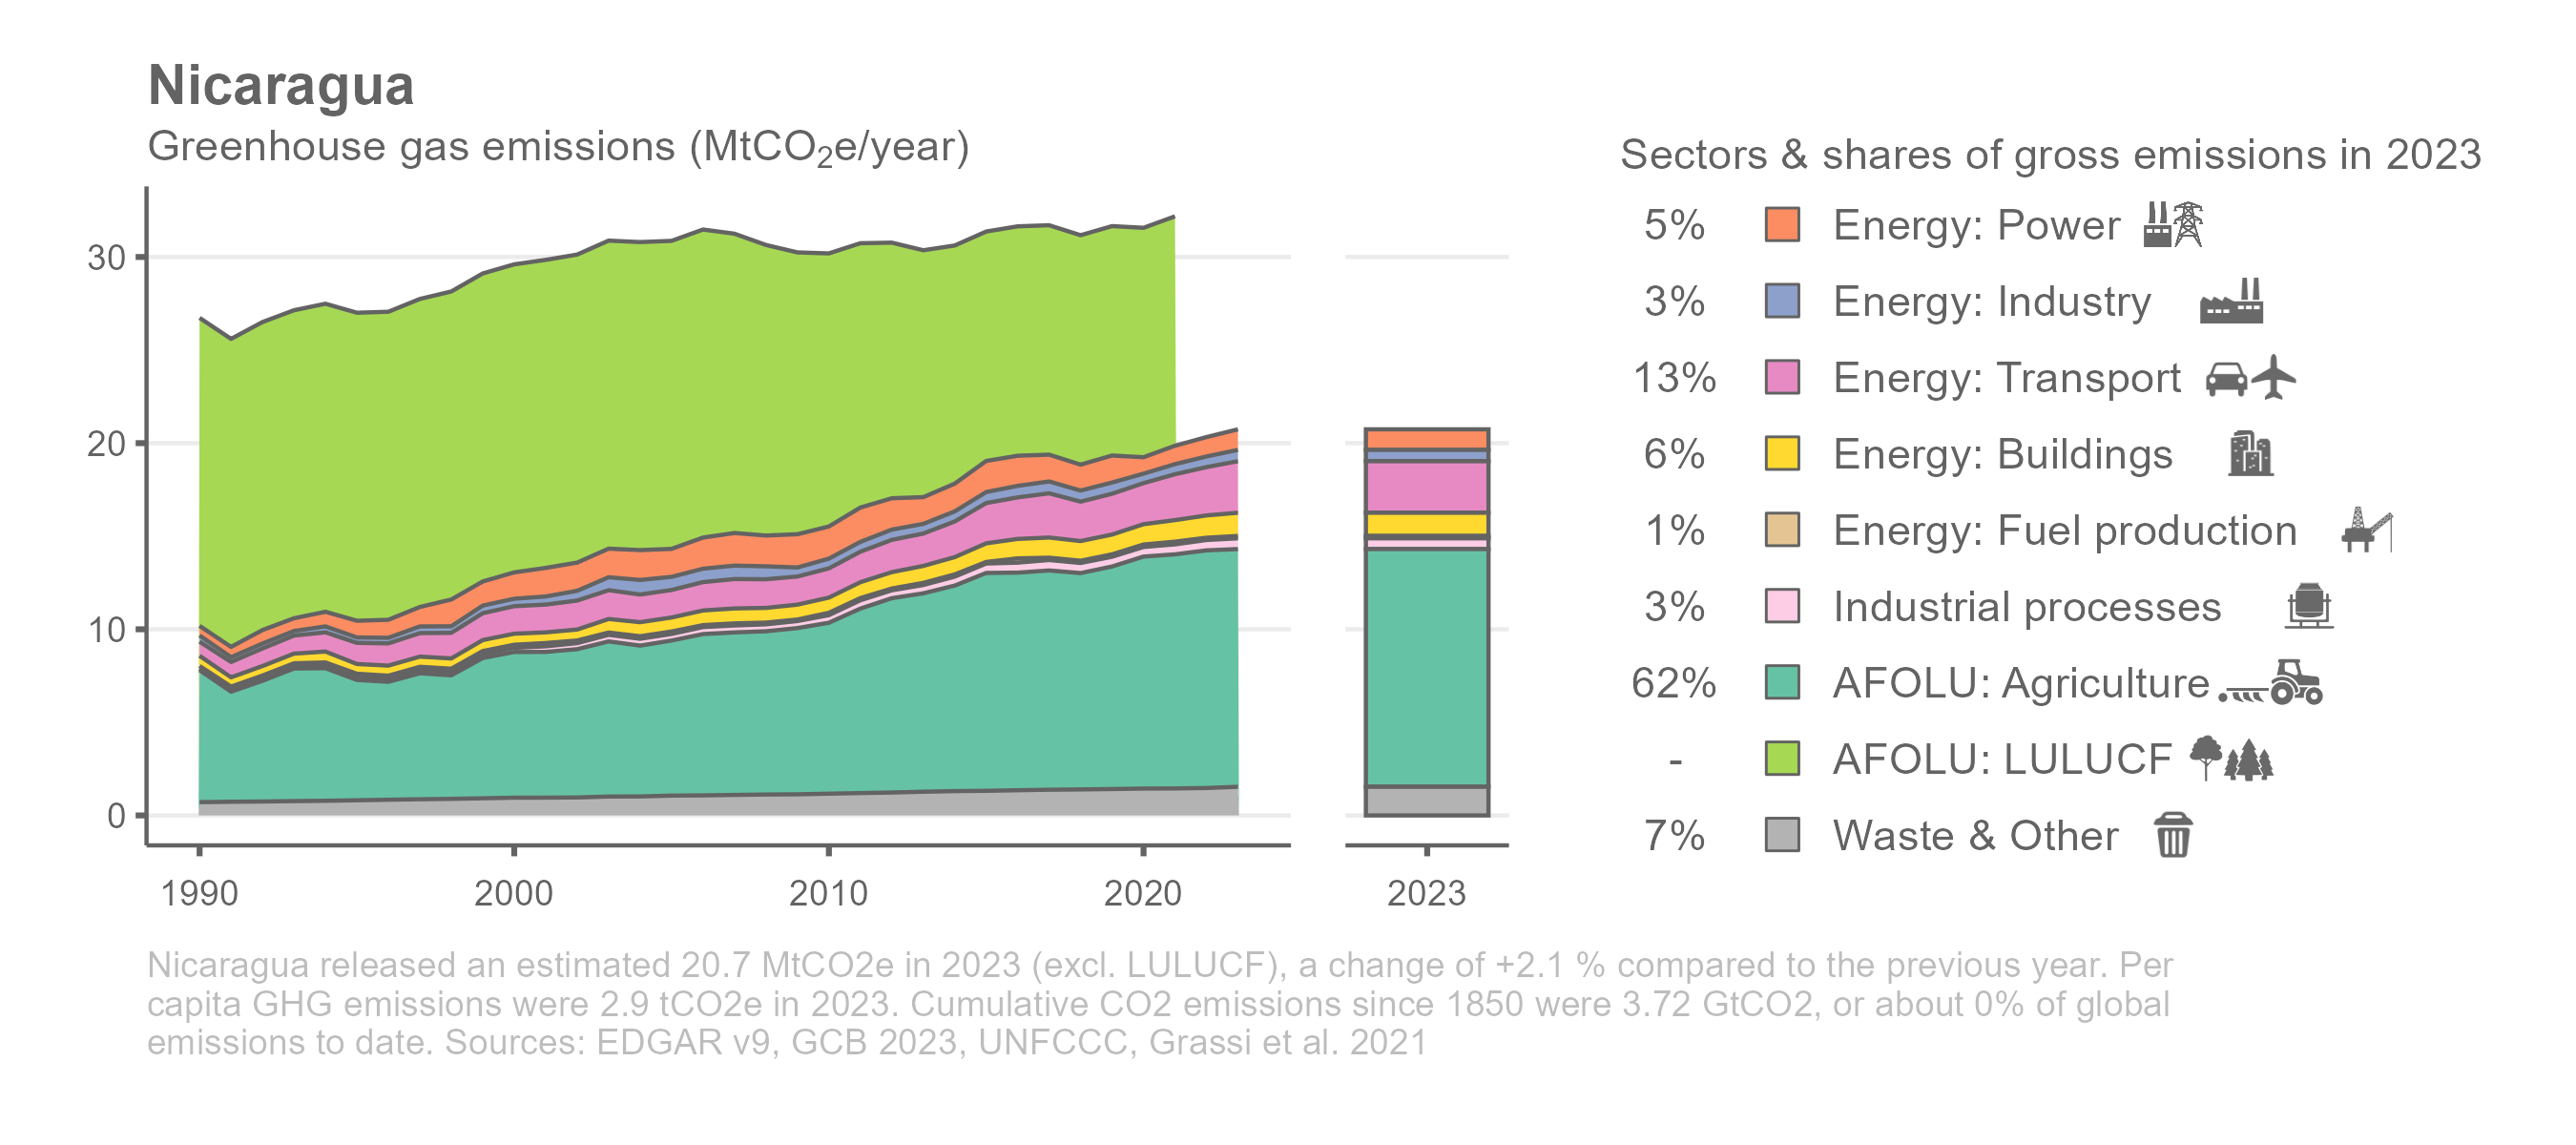 Nicaragua
Greenhouse gas emissions (MtCO₂e/year)
30
20
10
0
1990
2000
2010
2020
2023
Sectors & shares of gross emissions in 2023
5% Energy: Power
3% Energy: Industry
13% Energy: Transport
6% Energy: Buildings
1% Energy: Fuel production
3% Industrial processes
62% AFOLU: Agriculture
- AFOLU: LULUCF
7% Waste & Other
Nicaragua released an estimated 20.7 MtCO2e in 2023 (excl. LULUCF), a change of +2.1 % compared to the previous year. Per
capita GHG emissions were 2.9 tCO2e in 2023. Cumulative CO2 emissions since 1850 were 3.72 GtCO2, or about 0% of global
emissions to date. Sources: EDGAR v9, GCB 2023, UNFCCC, Grassi et al. 2021